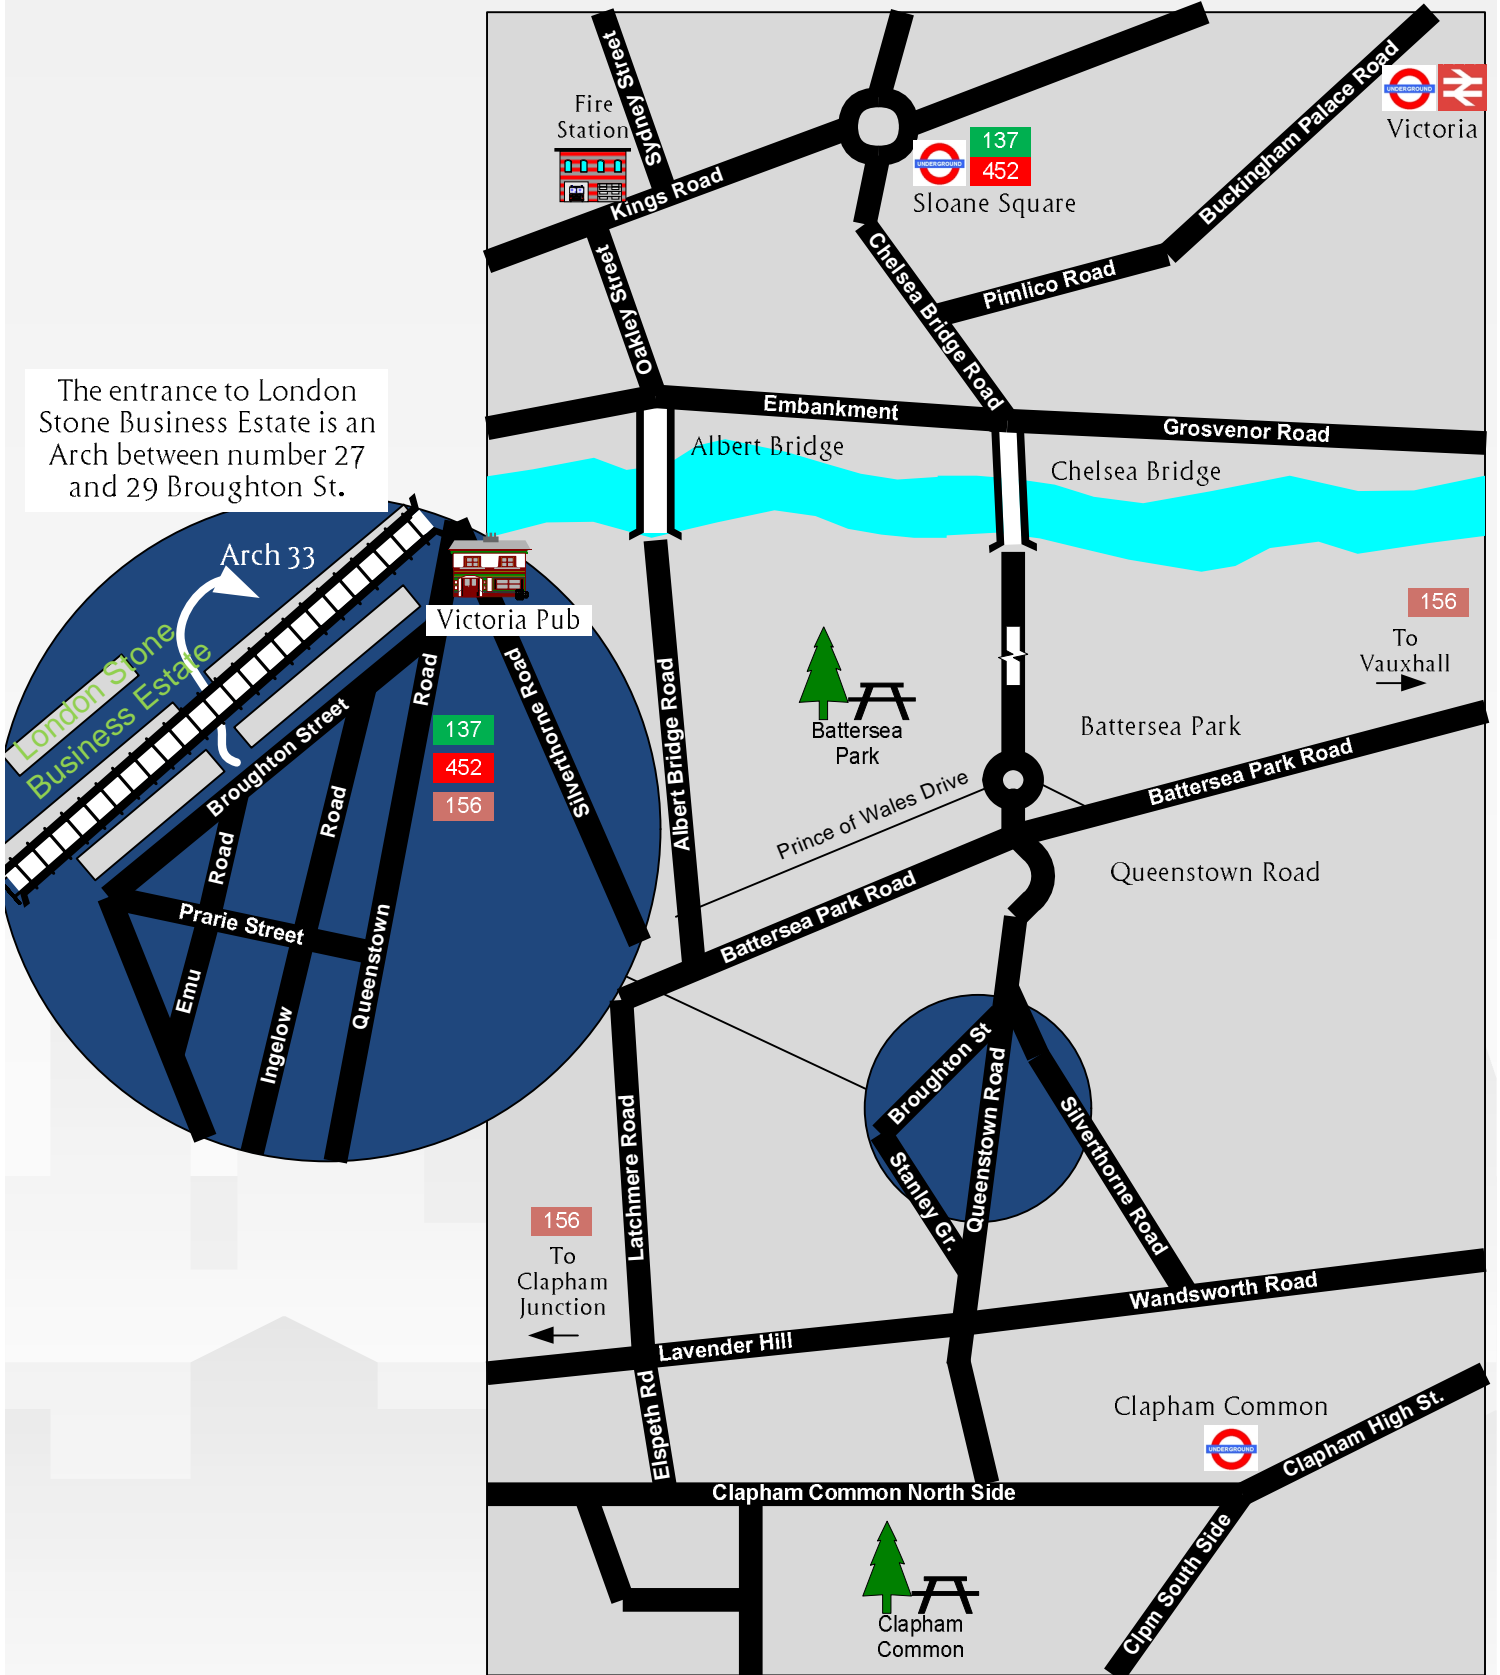 Sydney Street
Fire
Station
Kings Road
137
452
UNDERGROUND
Sloane Square
Buckingham Palace Road
UNDERGROUND
Victoria
Oakley Street
Chelsea Bridge Road
Pimlico Road
Embankment
Grosvenor Road
Albert Bridge
Chelsea Bridge
The entrance to London
Stone Business Estate is an
Arch between number 27
and 29 Broughton St.
Arch 33
Victoria Pub
London Stone
Business Estate
Broughton Street
Road
Silverthorne Road
137
452
156
Road
Road
Prarie Street
Emu
Ingelow
Queenstown
Albert Bridge Road
Battersea
Park
156
To
Vauxhall
Battersea Park
Battersea Park Road
Prince of Wales Drive
Battersea Park Road
Queenstown Road
Broughton St
Queenstown Road
Silverthorne Road
Stanley Gr.
Latchmere Road
156
To
Clapham
Junction
Wandsworth Road
Lavender Hill
Elspeth Rd
Clapham Common
UNDERGROUND
Clapham High St.
Clapham Common North Side
Clpm South Side
Clapham
Common